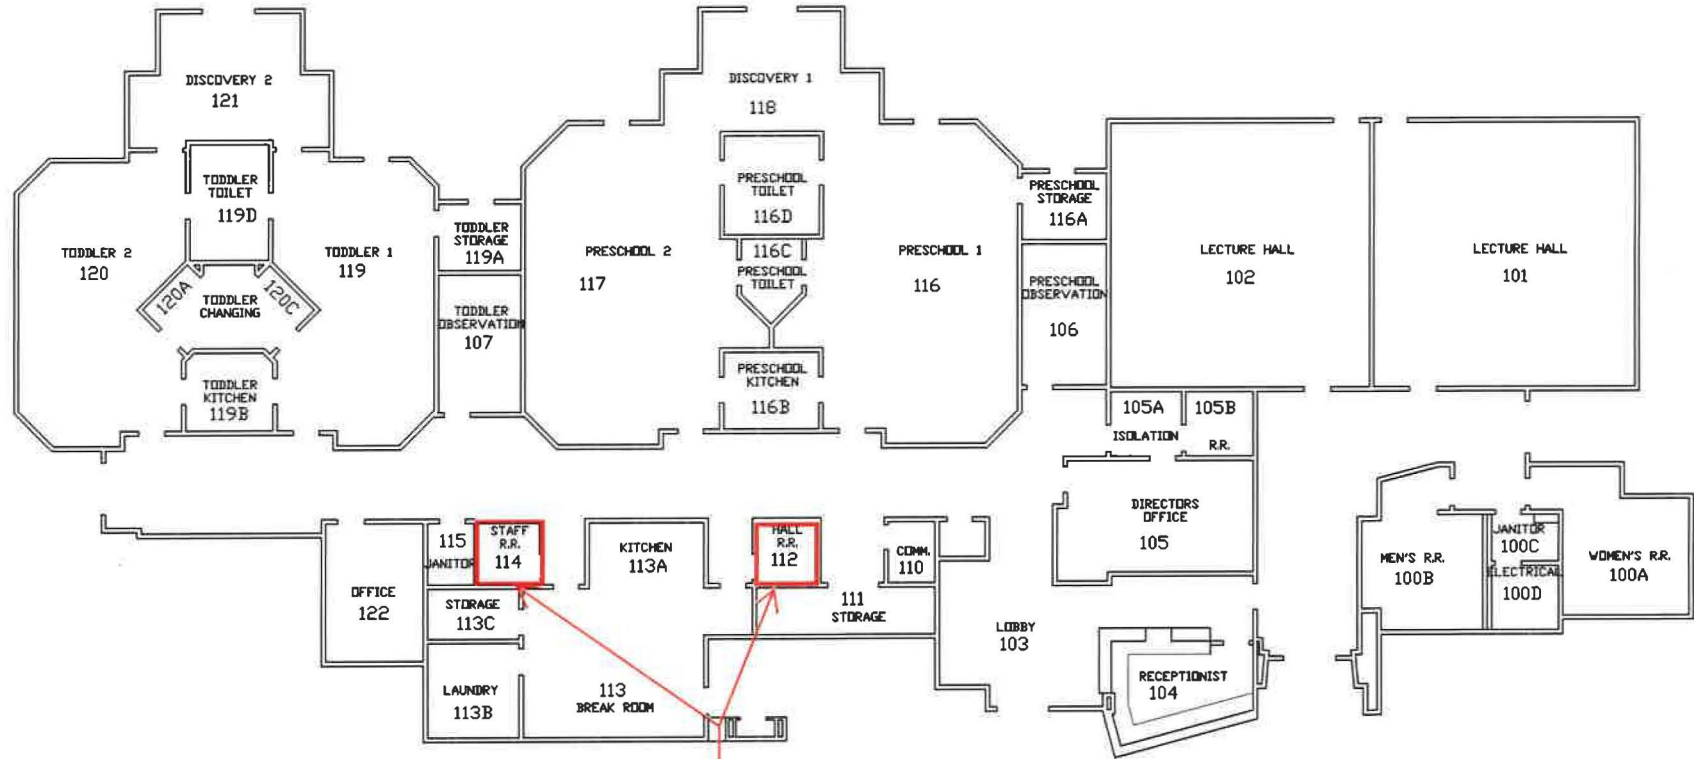 DISCOVERY 2
121
DISCOVERY 1
118
TODDLER
TOILET
119D
PRESCHOOL
TOILET
116D
PRESCHOOL
STORAGE
116A
TODDLER 2
120
TODDLER 1
119
TODDLER
STORAGE
119A
PRESCHOOL 2
117
116C
PRESCHOOL
TOILET
PRESCHOOL 1
116
LECTURE HALL
102
LECTURE HALL
101
120A
TODDLER
CHANGING
120C
TODDLER
OBSERVATION
107
PRESCHOOL
OBSERVATION
106
TODDLER
KITCHEN
119B
PRESCHOOL
KITCHEN
116B
105A
105B
ISOLATION
R.R.
DIRECTORS
OFFICE
105
115
JANITOR
STAFF
R.R.
114
KITCHEN
113A
HALL
R.R.
112
COMM.
110
JANITOR
100C
MEN'S R.R.
100B
ELECTRICAL
100D
WOMEN'S R.R.
100A
OFFICE
122
STORAGE
113C
111
STORAGE
LOBBY
103
LAUNDRY
113B
113
BREAK ROOM
RECEPTIONIST
104